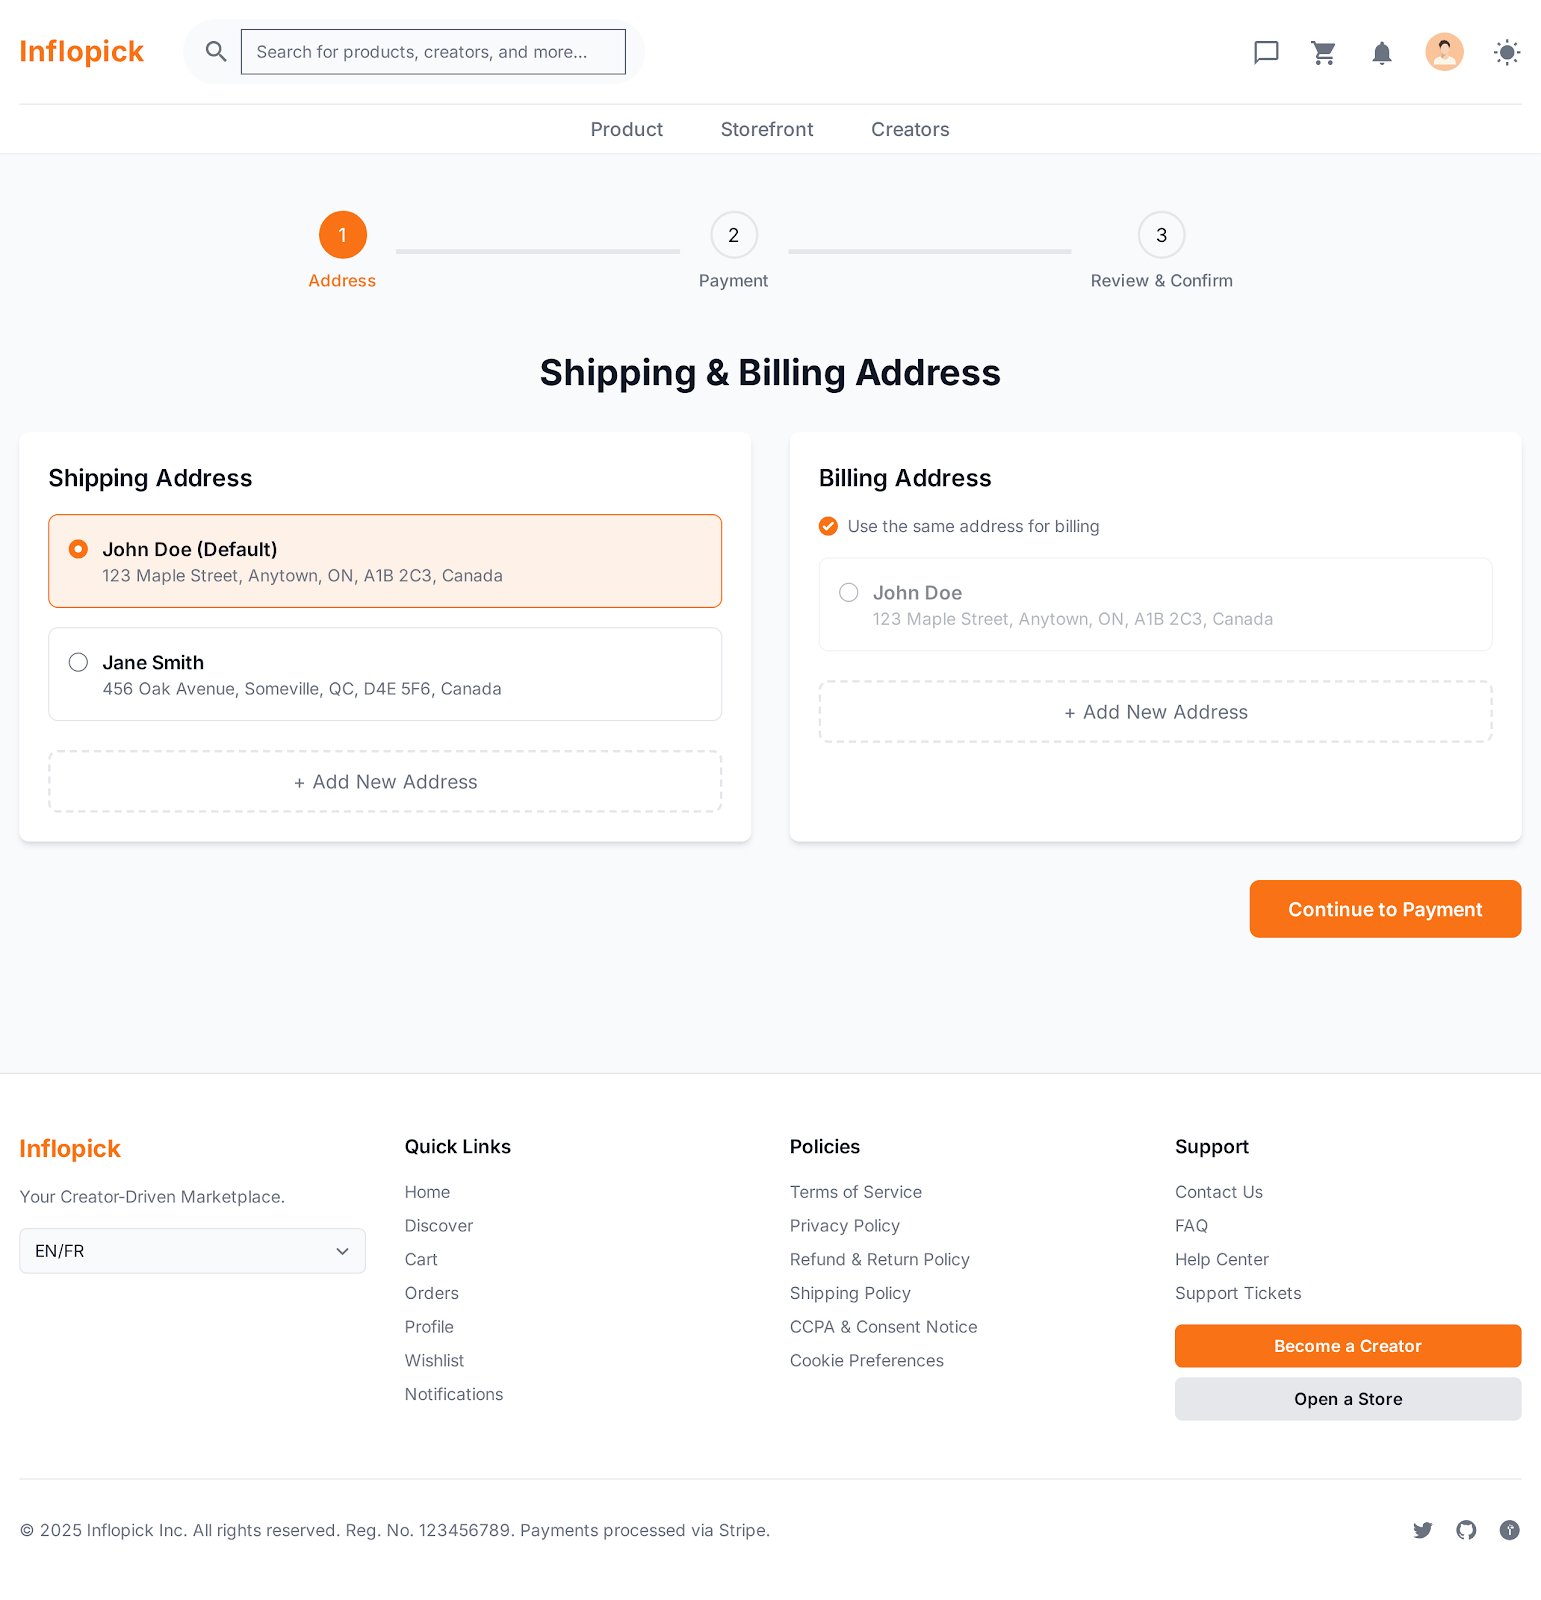 Inflopick
Search for products, creators, and more...
Product
Storefront
Creators
1
Address
2
Payment
3
Review & Confirm
Shipping & Billing Address
Shipping Address
John Doe (Default)
123 Maple Street, Anytown, ON, A1B 2C3, Canada
Jane Smith
456 Oak Avenue, Someville, QC, D4E 5F6, Canada
+ Add New Address
Billing Address
Use the same address for billing
John Doe
123 Maple Street, Anytown, ON, A1B 2C3, Canada
+ Add New Address
Continue to Payment
Inflopick
Your Creator-Driven Marketplace.
EN/FR
Quick Links
Home
Discover
Cart
Orders
Profile
Wishlist
Notifications
Policies
Terms of Service
Privacy Policy
Refund & Return Policy
Shipping Policy
CCPA & Consent Notice
Cookie Preferences
Support
Contact Us
FAQ
Help Center
Support Tickets
Become a Creator
Open a Store
© 2025 Inflopick Inc. All rights reserved. Reg. No. 123456789. Payments processed via Stripe.